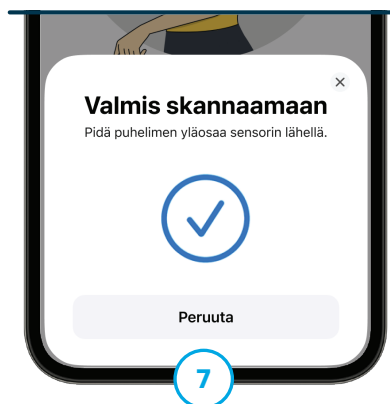 Valmis skannaamaan
Pidä puhelimen yläosaa sensorin lähellä.
Peruuta
7